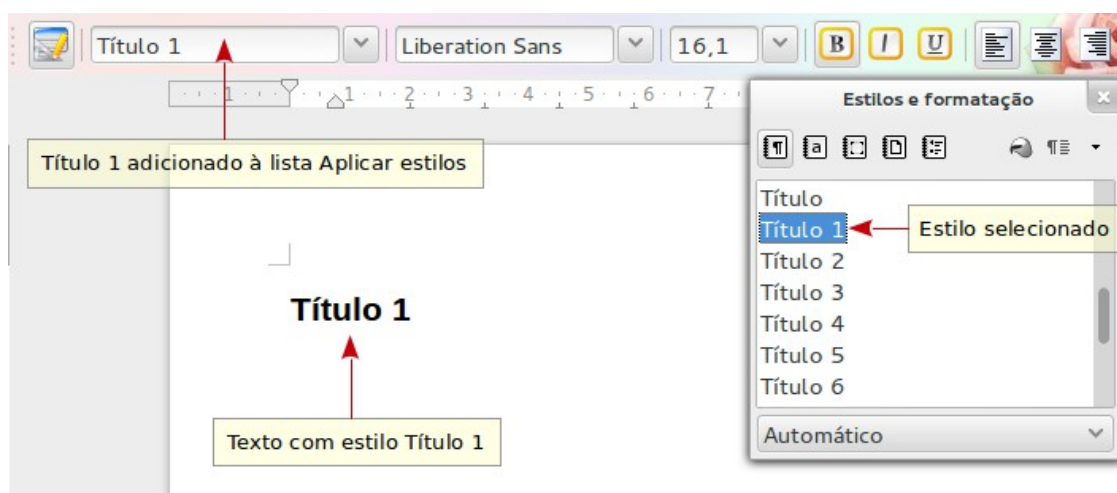 Título 1
Liberation Sans
16,1
B I U
1 1 2 3 4 5 6 7
Estilos e formatação
Título 1 adicionado à lista Aplicar estilos
a
Título
Título 1
Estilo selecionado
Título 2
Título 3
Título 4
Título 5
Título 6
Automático
Título 1
Texto com estilo Título 1